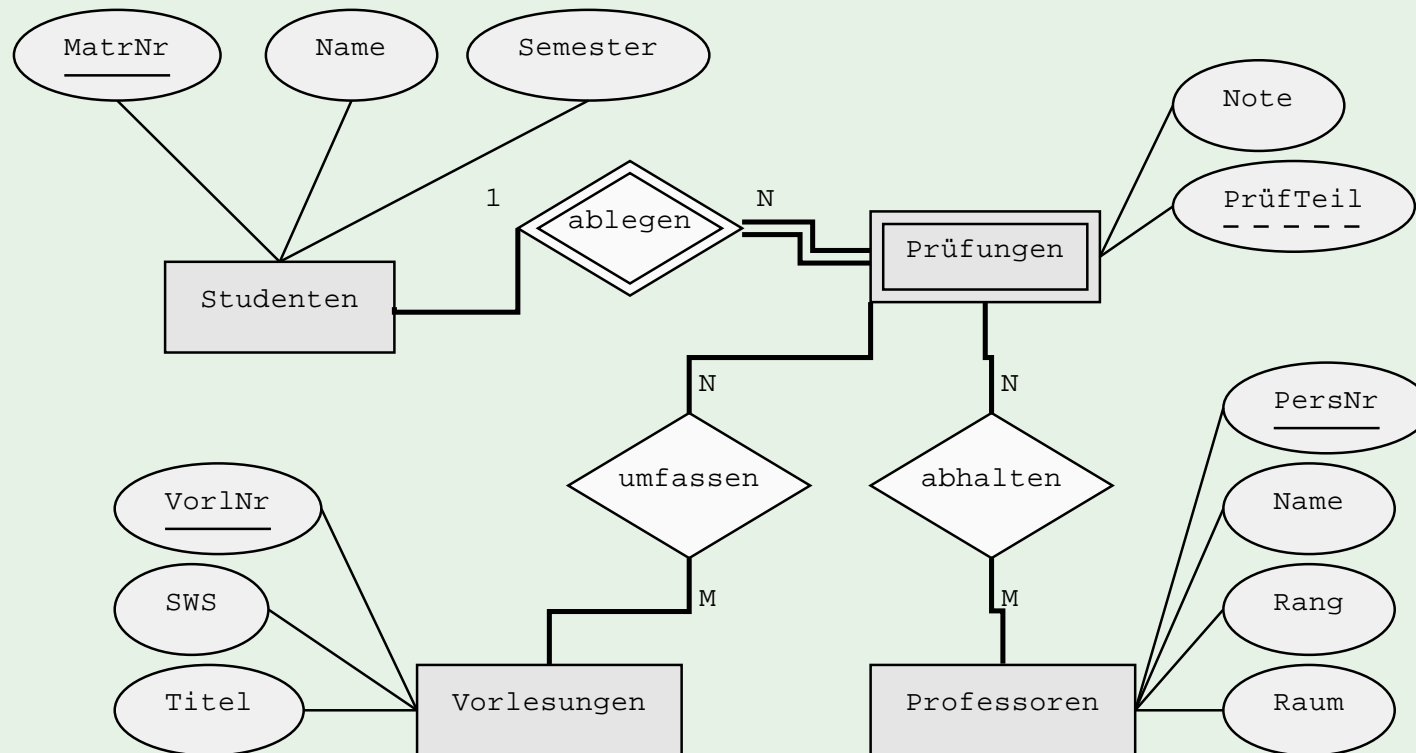 MatrNr
Name
Semester
Note
PrüfTeil
1
ablegen
N
Prüfungen
Studenten
N
N
umfassen
abhalten
M
M
PersNr
Name
Rang
Raum
VorlNr
SWS
Titel
Vorlesungen
Professoren